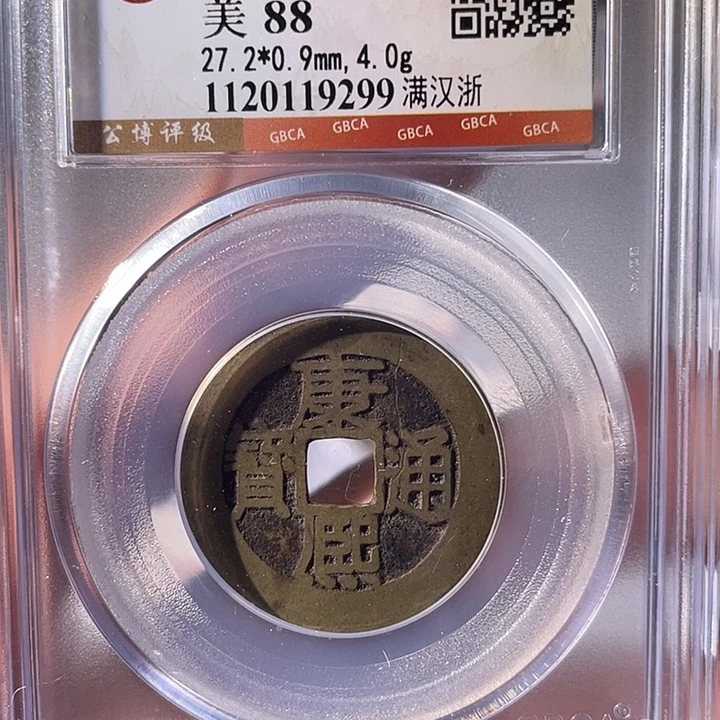 美 88
27.2*0.9mm, 4.0g
1120119299 满汉浙
公博评级 GBCA GBCA GBCA GBCA GBCA
康
寶 通
熙